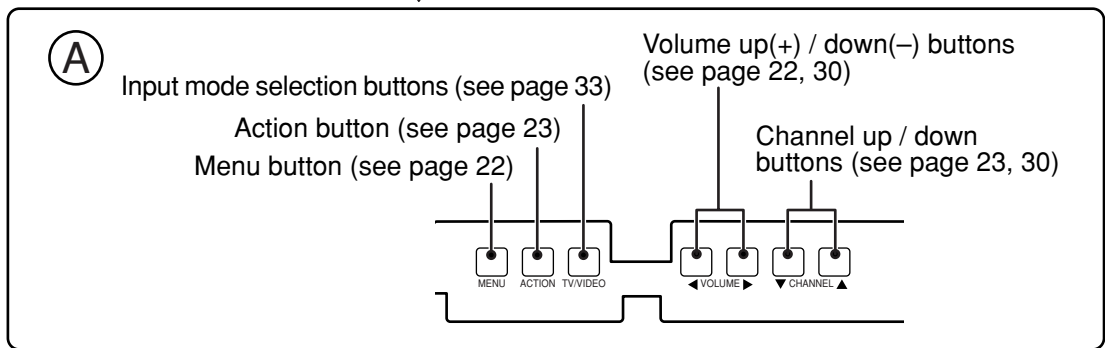 A
Volume up(+) / down(–) buttons
(see page 22, 30)
Input mode selection buttons (see page 33)
Action button (see page 23)
Menu button (see page 22)
Channel up / down
buttons (see page 23, 30)
MENU ACTION TV/VIDEO ◀ VOLUME ▶ ▼ CHANNEL ▲